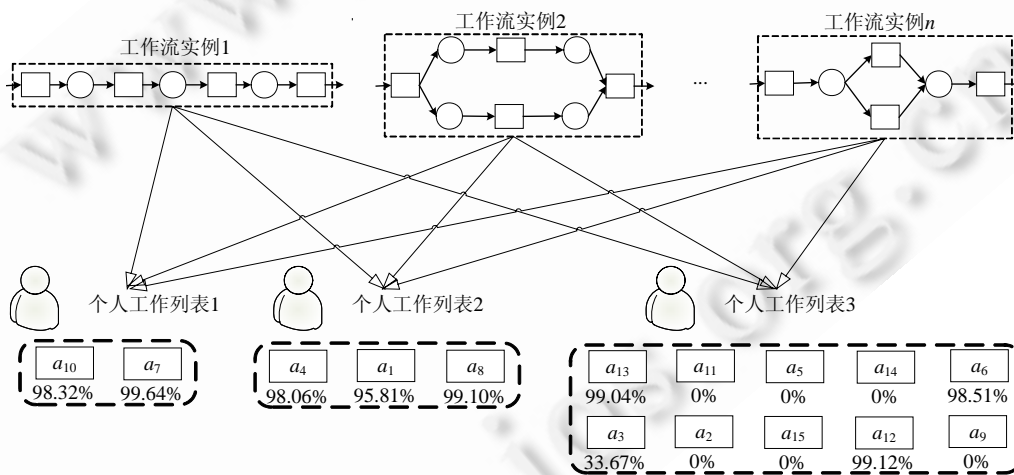 工作流实例1
工作流实例2
工作流实例n
...
个人工作列表1
个人工作列表2
个人工作列表3
a10 a7
98.32% 99.64%
a4 a1 a8
98.06% 95.81% 99.10%
a13 a11 a5 a14 a6
99.04% 0% 0% 0% 98.51%
a3 a2 a15 a12 a9
33.67% 0% 0% 99.12% 0%